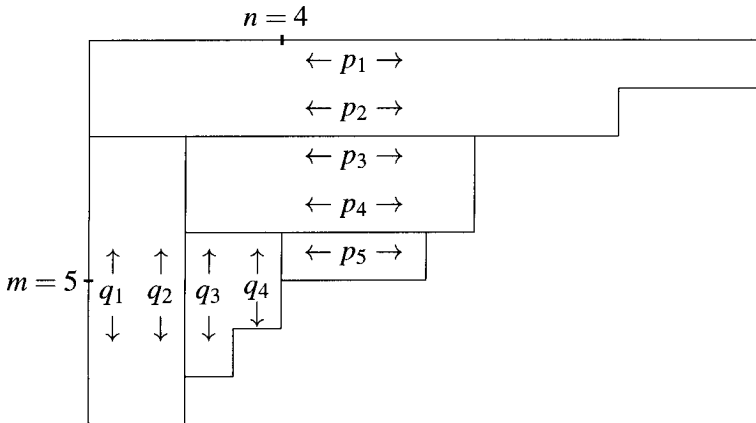 n = 4
← p₁ →
← p₂ →
← p₃ →
← p₄ →
↑ ↑ ↑ ↑ ← p₅ →
m = 5 q₁ q₂ q₃ q₄
↓ ↓ ↓ ↓